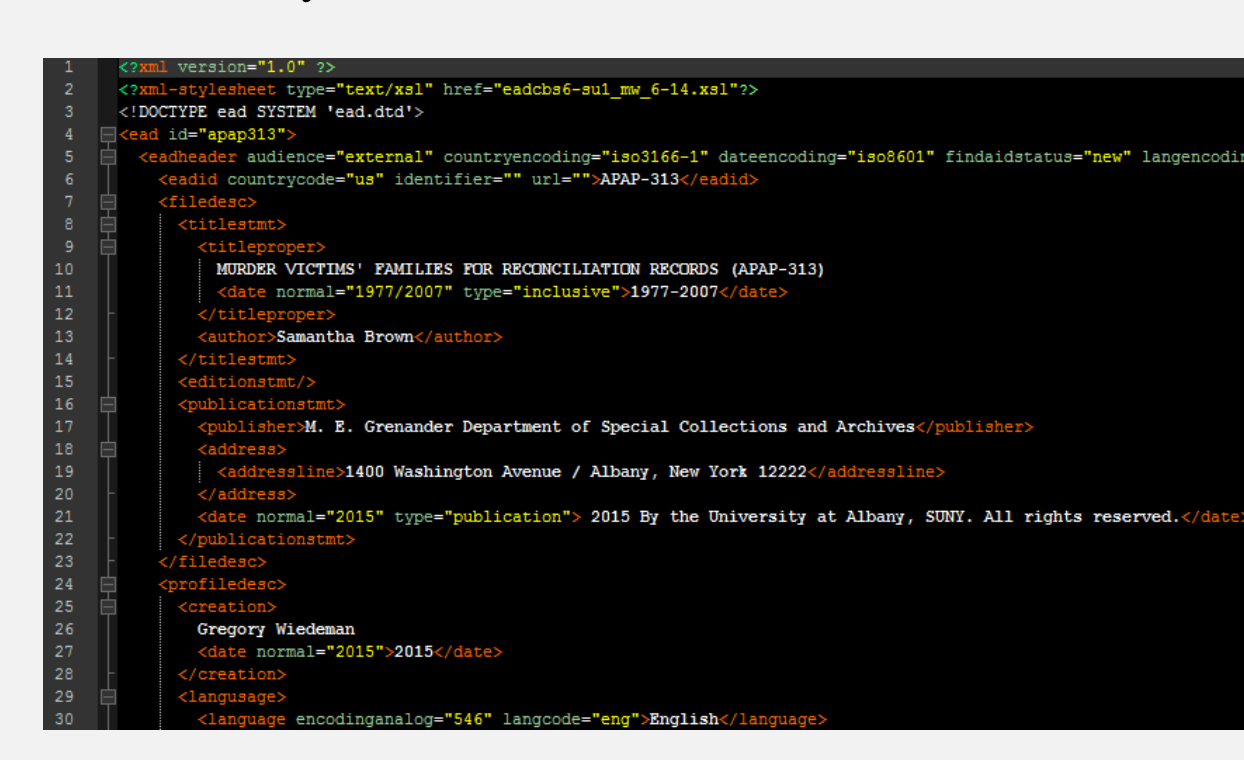 1 <?xml version="1.0" ?>
2 <?xml-stylesheet type="text/xsl" href="eadcbs6-su1_mw_6-14.xsl"?>
3 <!DOCTYPE ead SYSTEM 'ead.dtd'>
4 <ead id="apap313">
5 <eadheader audience="external" countryencoding="iso3166-1" dateencoding="iso8601" findaidstatus="new" langencodin
6 <eadid countrycode="us" identifier="" url="">APAP-313</eadid>
7 <filedesc>
8 <titlestmt>
9 <titleproper>
10 MURDER VICTIMS' FAMILIES FOR RECONCILIATION RECORDS (APAP-313)
11 <date normal="1977/2007" type="inclusive">1977-2007</date>
12 </titleproper>
13 <author>Samantha Brown</author>
14 </titlestmt>
15 <editionstmt/>
16 <publicationstmt>
17 <publisher>M. E. Grenander Department of Special Collections and Archives</publisher>
18 <address>
19 <addressline>1400 Washington Avenue / Albany, New York 12222</addressline>
20 </address>
21 <date normal="2015" type="publication"> 2015 By the University at Albany, SUNY. All rights reserved.</date>
22 </publicationstmt>
23 </filedesc>
24 <profiledesc>
25 <creation>
26 Gregory Wiedeman
27 <date normal="2015">2015</date>
28 </creation>
29 <langusage>
30 <language encodinganalog="546" langcode="eng">English</language>